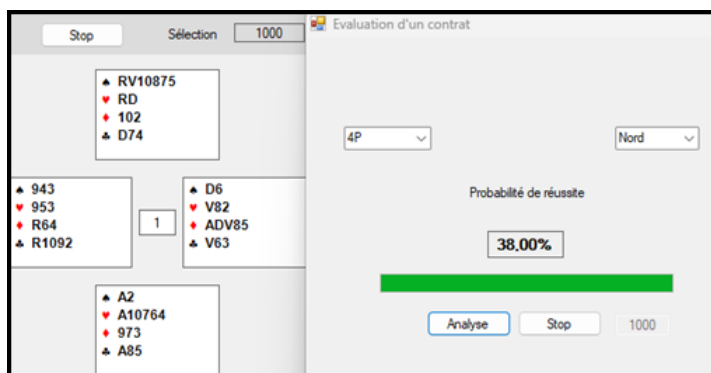 Stop Sélection 1000
♠ RV10875
♥ RD
♦ 102
♣ D74
♠ 943
♥ 953
♦ R64
♣ R1092
1
♠ D6
♥ V82
♦ ADV85
♣ V63
♠ A2
♥ A10764
♦ 973
♣ A85
Evaluation d'un contrat
4P Nord
Probabilité de réussite
38,00%
Analyse Stop 1000